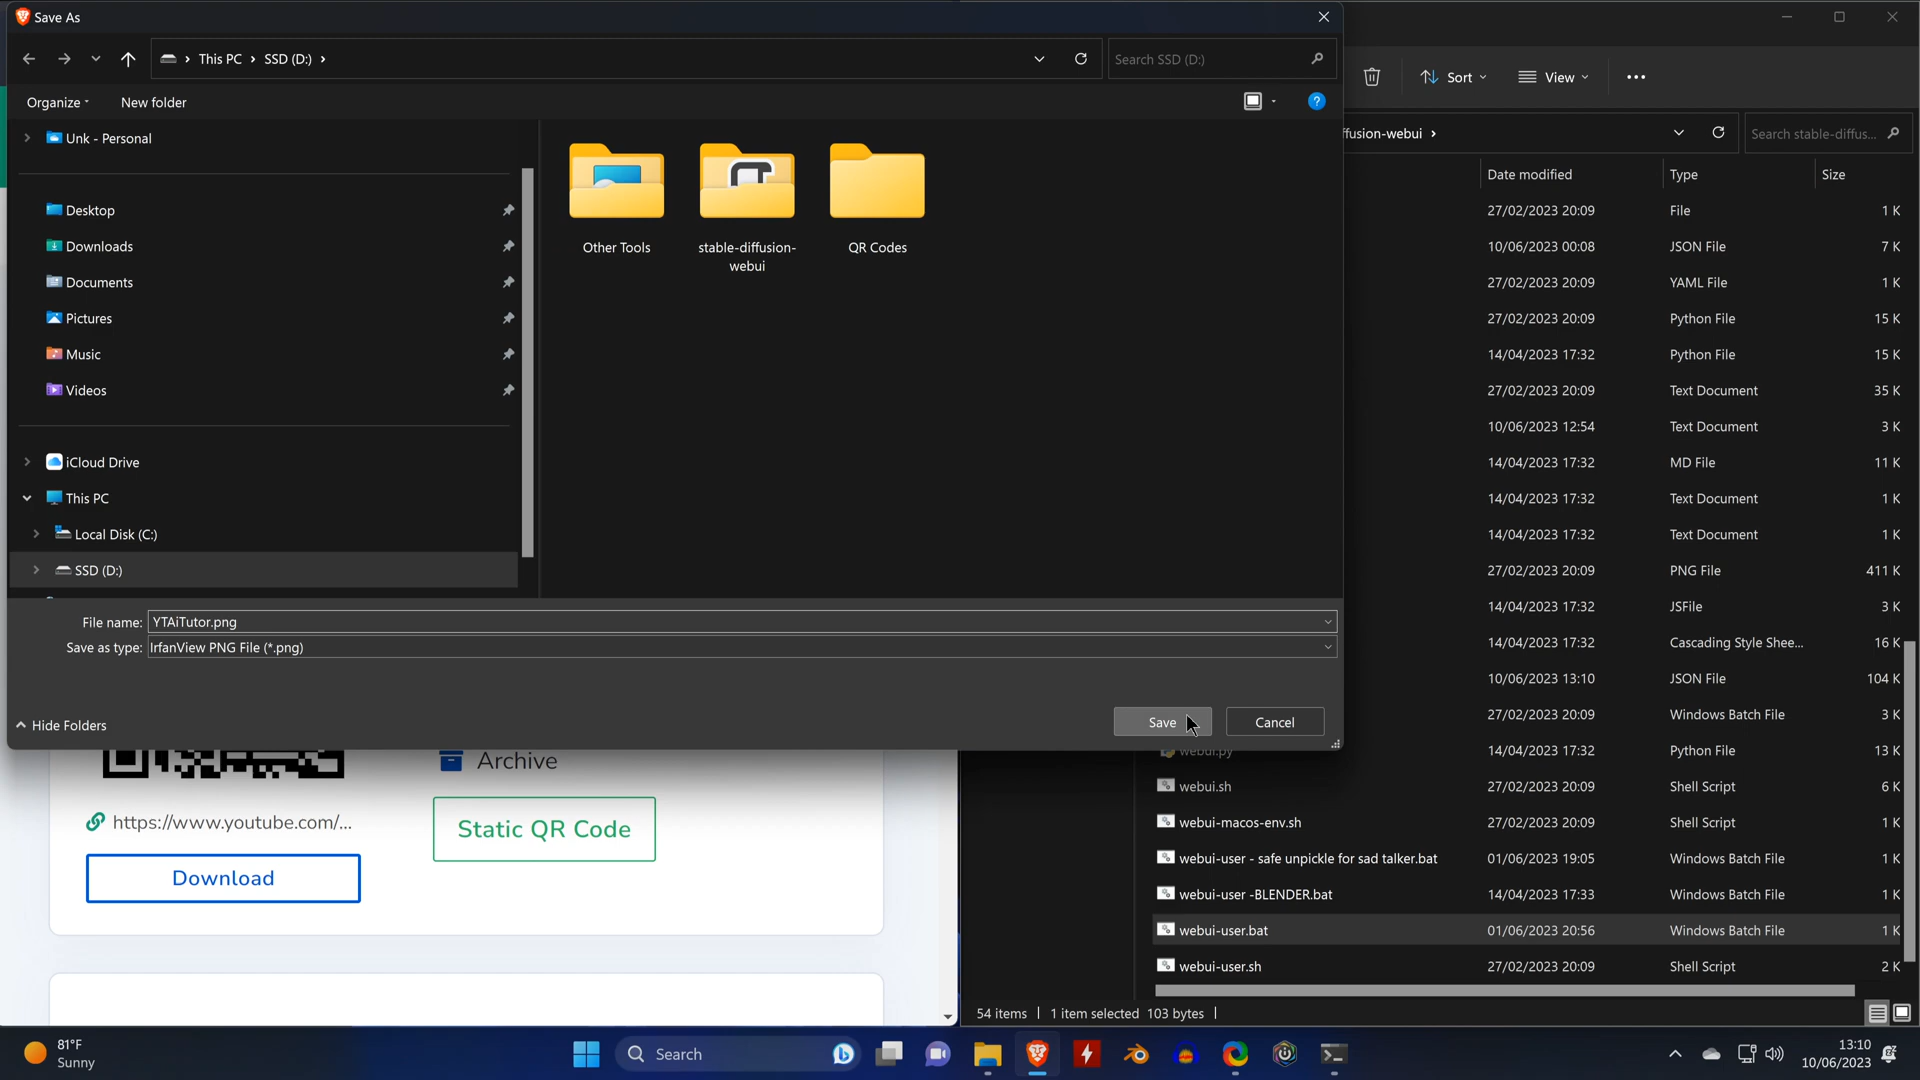 Save As
This PC > SSD (D:) >
Search SSD (D:)
Organize
New folder
Unk - Personal
Desktop
Downloads
Documents
Pictures
Music
Videos
iCloud Drive
This PC
Local Disk (C:)
SSD (D:)
Other Tools
stable-diffusion-
webui
QR Codes
File name: YTAiTutor.png
Save as type: IrfanView PNG File (*.png)
Hide Folders
Save
Cancel
Archive
https://www.youtube.com/...
Static QR Code
Download
Sort
View
ffusion-webui >
Search stable-diffus...
Date modified Type Size
27/02/2023 20:09 File 1 K
10/06/2023 00:08 JSON File 7 K
27/02/2023 20:09 YAML File 1 K
27/02/2023 20:09 Python File 15 K
14/04/2023 17:32 Python File 15 K
27/02/2023 20:09 Text Document 35 K
10/06/2023 12:54 Text Document 3 K
14/04/2023 17:32 MD File 11 K
14/04/2023 17:32 Text Document 1 K
14/04/2023 17:32 Text Document 1 K
27/02/2023 20:09 PNG File 411 K
14/04/2023 17:32 JSFile 3 K
14/04/2023 17:32 Cascading Style Shee... 16 K
10/06/2023 13:10 JSON File 104 K
27/02/2023 20:09 Windows Batch File 3 K
webui.py 14/04/2023 17:32 Python File 13 K
webui.sh 27/02/2023 20:09 Shell Script 6 K
webui-macos-env.sh 27/02/2023 20:09 Shell Script 1 K
webui-user - safe unpickle for sad talker.bat 01/06/2023 19:05 Windows Batch File 1 K
webui-user -BLENDER.bat 14/04/2023 17:33 Windows Batch File 1 K
webui-user.bat 01/06/2023 20:56 Windows Batch File 1 K
webui-user.sh 27/02/2023 20:09 Shell Script 2 K
54 items 1 item selected 103 bytes
81°F
Sunny
Search
13:10
10/06/2023